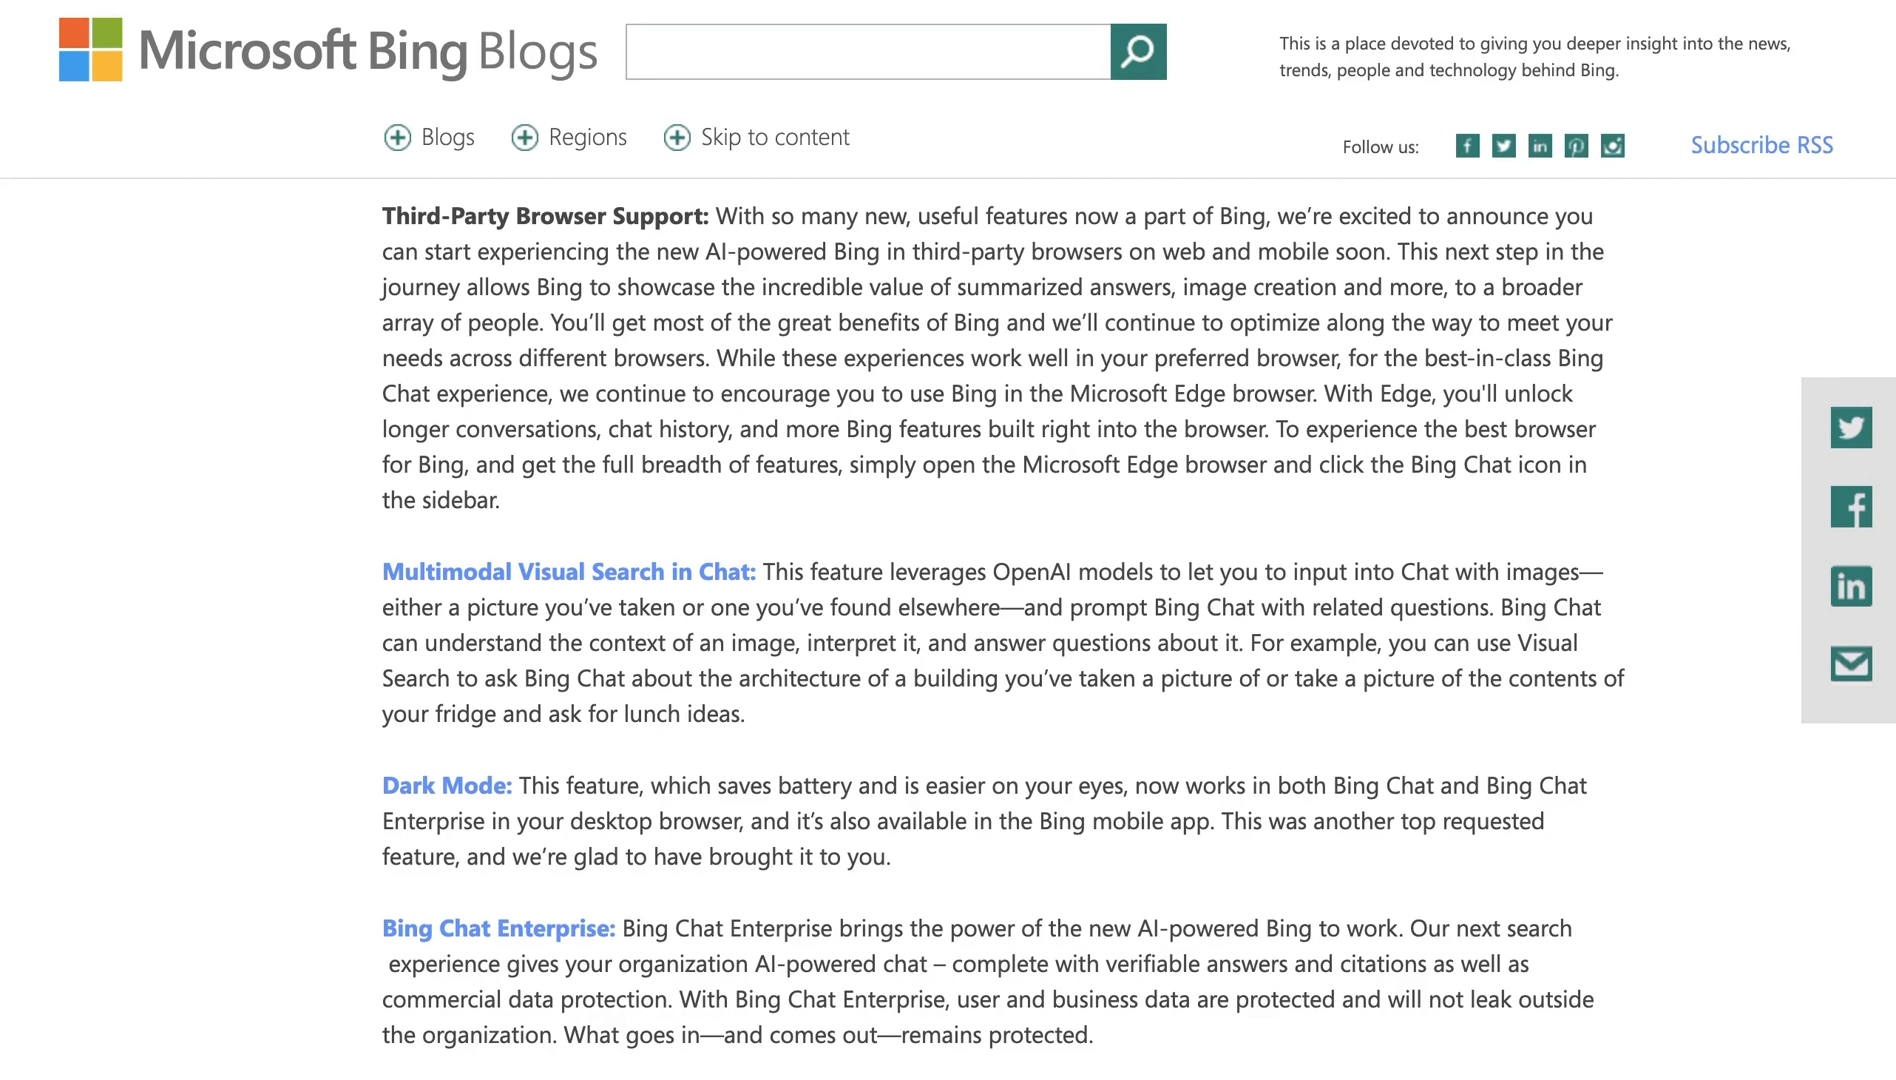 Microsoft Bing Blogs
This is a place devoted to giving you deeper insight into the news,
trends, people and technology behind Bing.
Blogs
Regions
Skip to content
Follow us:
Subscribe RSS
Third-Party Browser Support: With so many new, useful features now a part of Bing, we’re excited to announce you
can start experiencing the new AI-powered Bing in third-party browsers on web and mobile soon. This next step in the
journey allows Bing to showcase the incredible value of summarized answers, image creation and more, to a broader
array of people. You’ll get most of the great benefits of Bing and we’ll continue to optimize along the way to meet your
needs across different browsers. While these experiences work well in your preferred browser, for the best-in-class Bing
Chat experience, we continue to encourage you to use Bing in the Microsoft Edge browser. With Edge, you'll unlock
longer conversations, chat history, and more Bing features built right into the browser. To experience the best browser
for Bing, and get the full breadth of features, simply open the Microsoft Edge browser and click the Bing Chat icon in
the sidebar.
Multimodal Visual Search in Chat: This feature leverages OpenAI models to let you to input into Chat with images—
either a picture you’ve taken or one you’ve found elsewhere—and prompt Bing Chat with related questions. Bing Chat
can understand the context of an image, interpret it, and answer questions about it. For example, you can use Visual
Search to ask Bing Chat about the architecture of a building you’ve taken a picture of or take a picture of the contents of
your fridge and ask for lunch ideas.
Dark Mode: This feature, which saves battery and is easier on your eyes, now works in both Bing Chat and Bing Chat
Enterprise in your desktop browser, and it’s also available in the Bing mobile app. This was another top requested
feature, and we’re glad to have brought it to you.
Bing Chat Enterprise: Bing Chat Enterprise brings the power of the new AI-powered Bing to work. Our next search
experience gives your organization AI-powered chat – complete with verifiable answers and citations as well as
commercial data protection. With Bing Chat Enterprise, user and business data are protected and will not leak outside
the organization. What goes in—and comes out—remains protected.